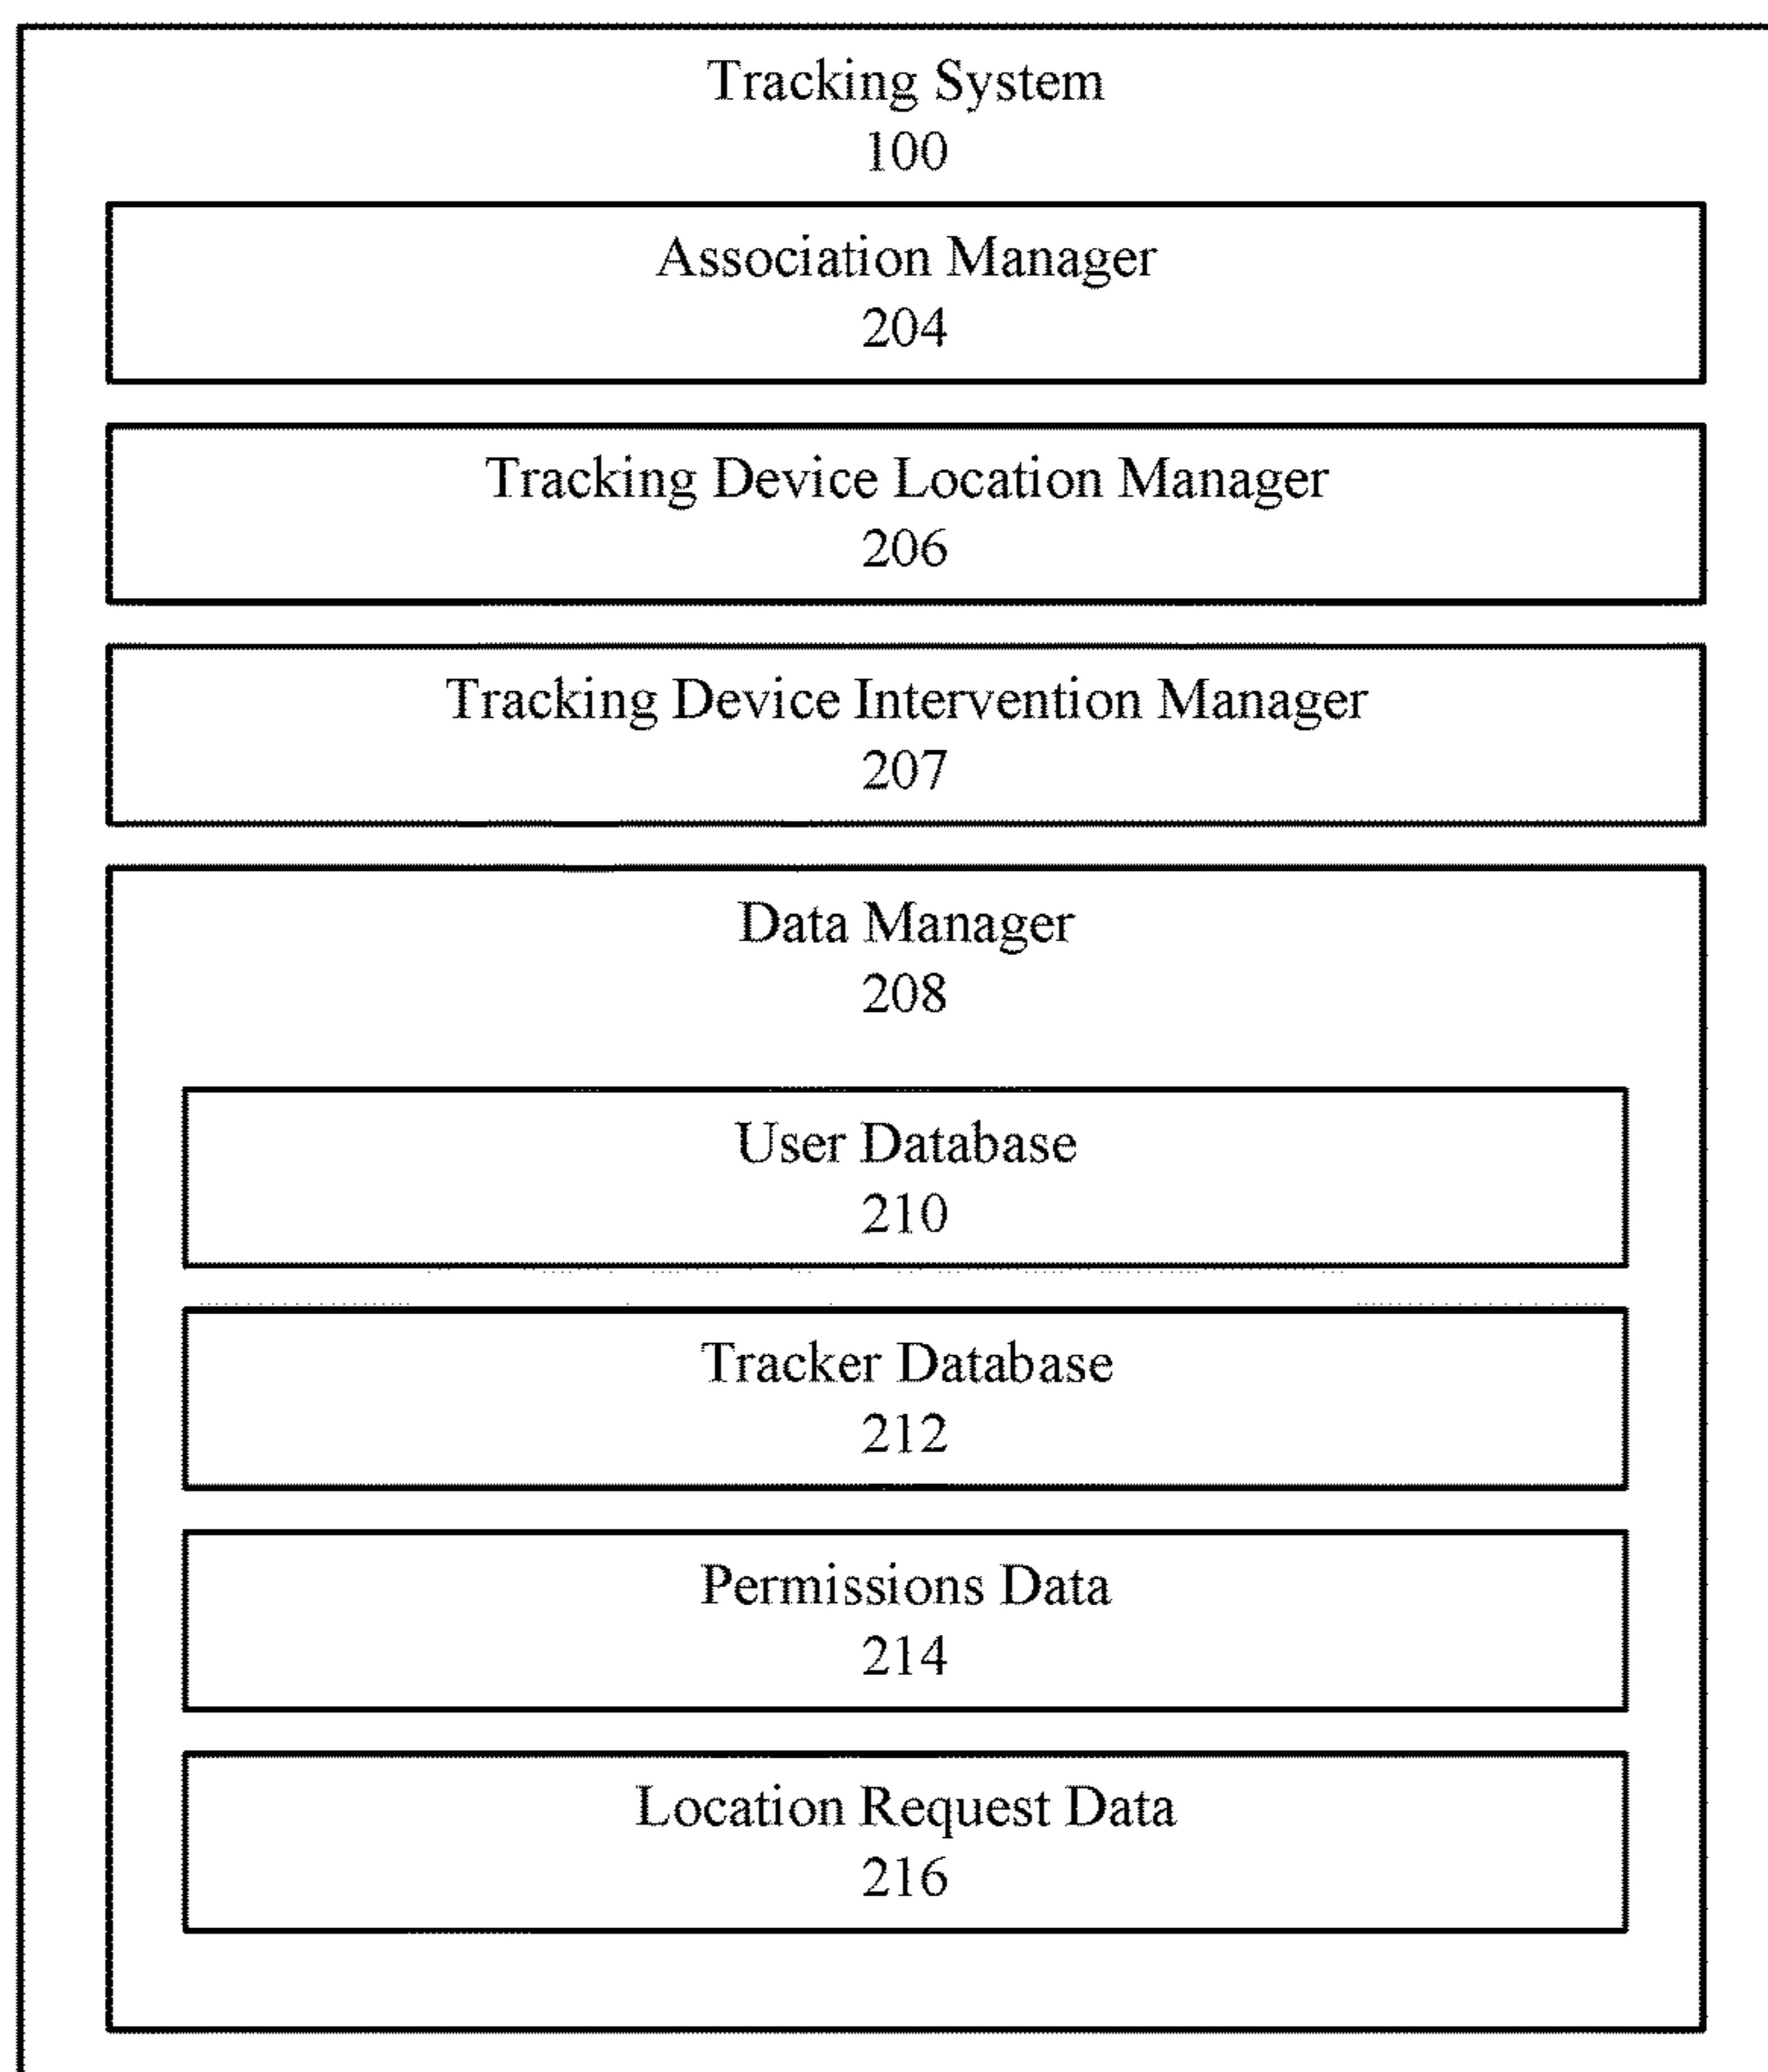 Tracking System
100
Association Manager
204
Tracking Device Location Manager
206
Tracking Device Intervention Manager
207
Data Manager
208
User Database
210
Tracker Database
212
Permissions Data
214
Location Request Data
216